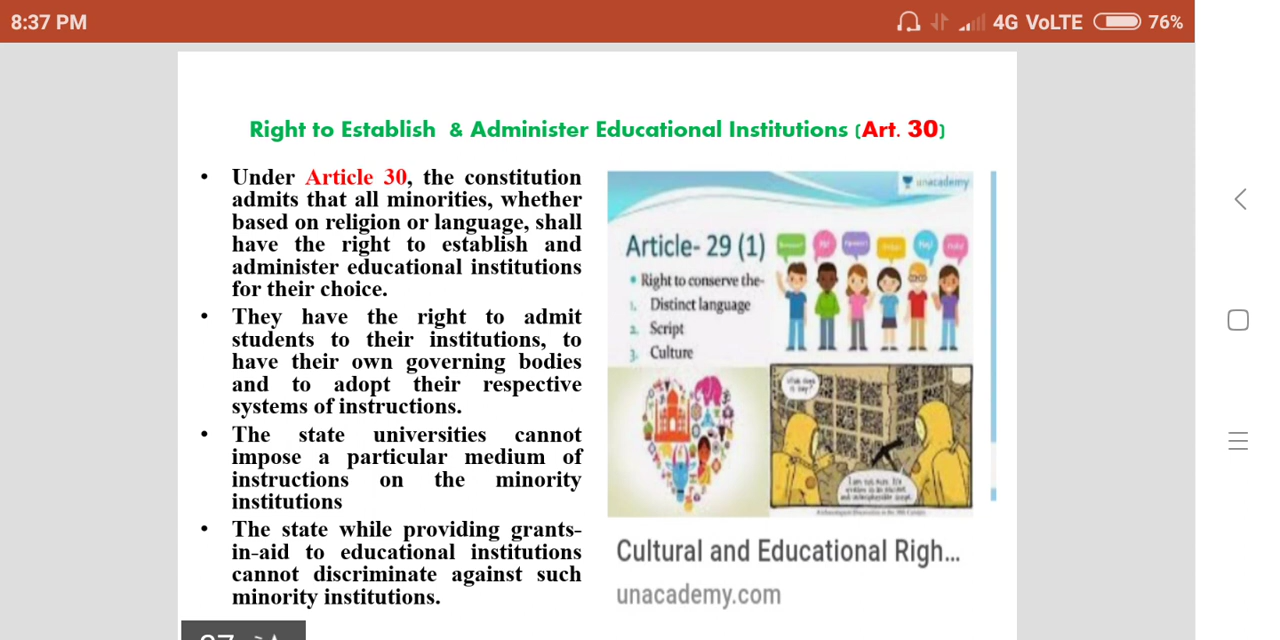 8:37 PM
4G VoLTE 76%
Right to Establish & Administer Educational Institutions (Art. 30)
• Under Article 30, the constitution
admits that all minorities, whether
based on religion or language, shall
have the right to establish and
administer educational institutions
for their choice.
• They have the right to admit
students to their institutions, to
have their own governing bodies
and to adopt their respective
systems of instructions.
• The state universities cannot
impose a particular medium of
instructions on the minority
institutions
• The state while providing grants-
in-aid to educational institutions
cannot discriminate against such
minority institutions.
unacademy
Article- 29 (1)
• Right to conserve the-
1. Distinct language
2. Script
3. Culture
Cultural and Educational Righ...
unacademy.com